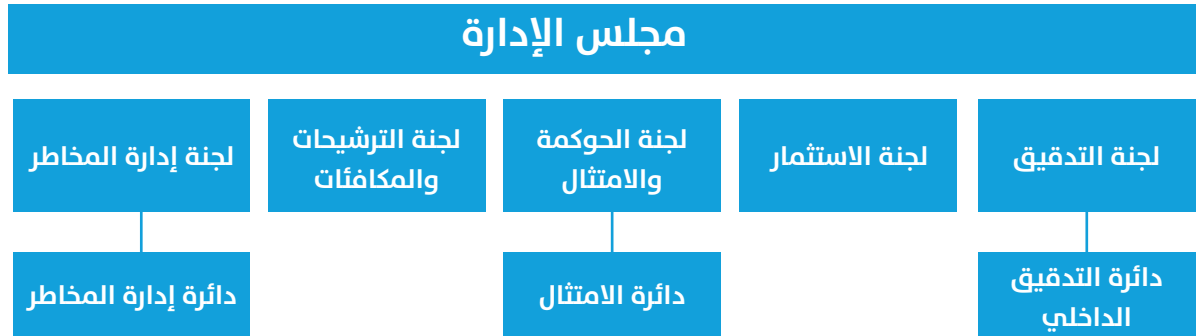 مجلس الإدارة
لجنة التدقيق
لجنة الاستثمار
لجنة الحوكمة
والامتثال
لجنة الترشيحات
والمكافئات
لجنة إدارة المخاطر
دائرة التدقيق
الداخلي
دائرة الامتثال
دائرة إدارة المخاطر